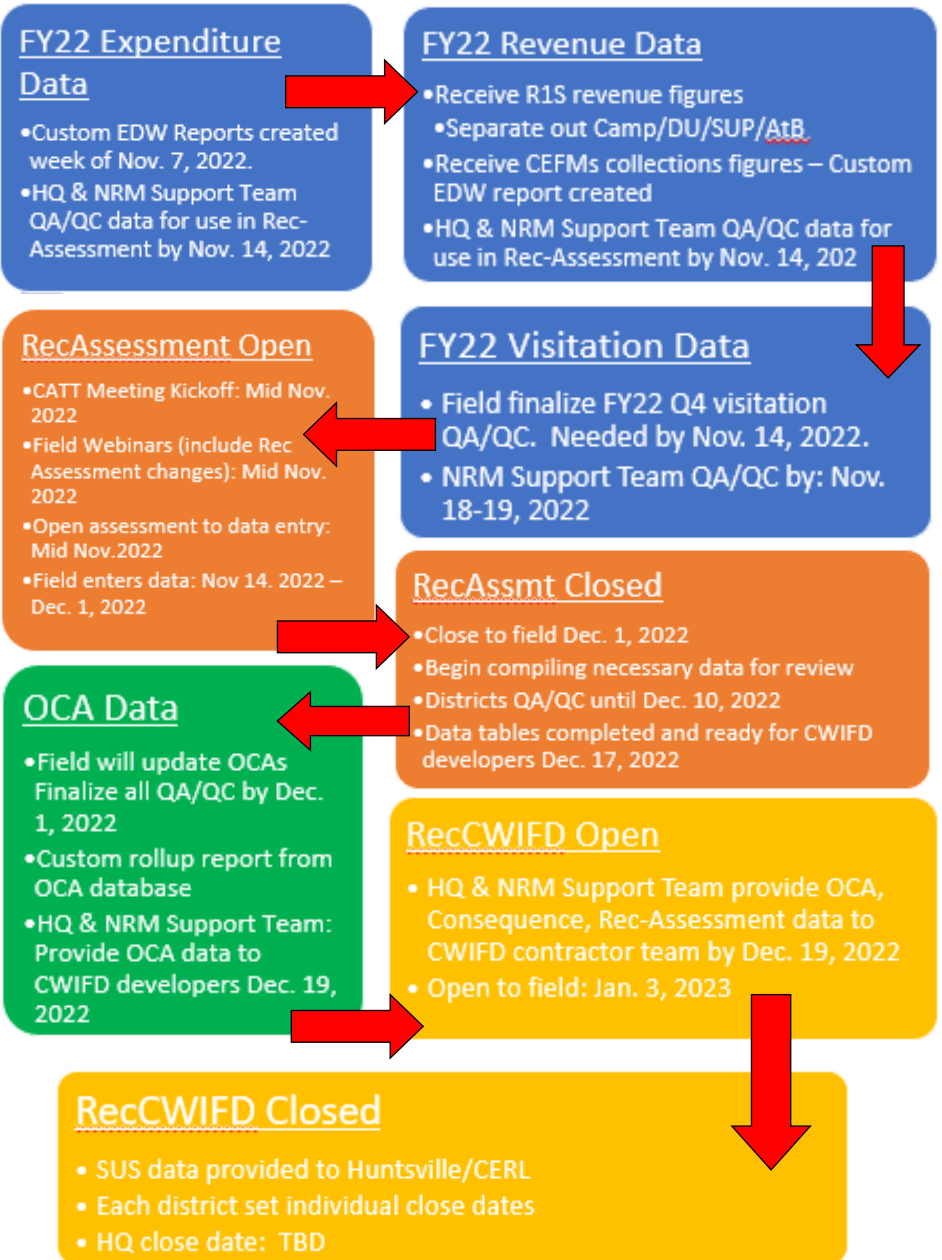 FY22 Expenditure
Data
•Custom EDW Reports created
week of Nov. 7, 2022.
•HQ & NRM Support Team
QA/QC data for use in Rec-
Assessment by Nov. 14, 2022
FY22 Revenue Data
•Receive R1S revenue figures
•Separate out Camp/DU/SUP/AtB
•Receive CEFMs collections figures – Custom
EDW report created
•HQ & NRM Support Team QA/QC data for
use in Rec-Assessment by Nov. 14, 202
FY22 Visitation Data
• Field finalize FY22 Q4 visitation
QA/QC.  Needed by Nov. 14, 2022.
• NRM Support Team QA/QC by: Nov.
18-19, 2022
RecAssessment Open
•CATT Meeting Kickoff: Mid Nov.
2022
•Field Webinars (include Rec
Assessment changes): Mid Nov.
2022
•Open assessment to data entry:
Mid Nov.2022
•Field enters data: Nov 14. 2022 –
Dec. 1, 2022
RecAssmt Closed
•Close to field Dec. 1, 2022
•Begin compiling necessary data for review
•Districts QA/QC until Dec. 10, 2022
•Data tables completed and ready for CWIFD
developers Dec. 17, 2022
OCA Data
•Field will update OCAs
Finalize all QA/QC by Dec.
1, 2022
•Custom rollup report from
OCA database
•HQ & NRM Support Team:
Provide OCA data to
CWIFD developers Dec. 19,
2022
RecCWIFD Open
• HQ & NRM Support Team provide OCA,
Consequence, Rec-Assessment data to
CWIFD contractor team by Dec. 19, 2022
• Open to field: Jan. 3, 2023
RecCWIFD Closed
• SUS data provided to Huntsville/CERL
• Each district set individual close dates
• HQ close date:  TBD